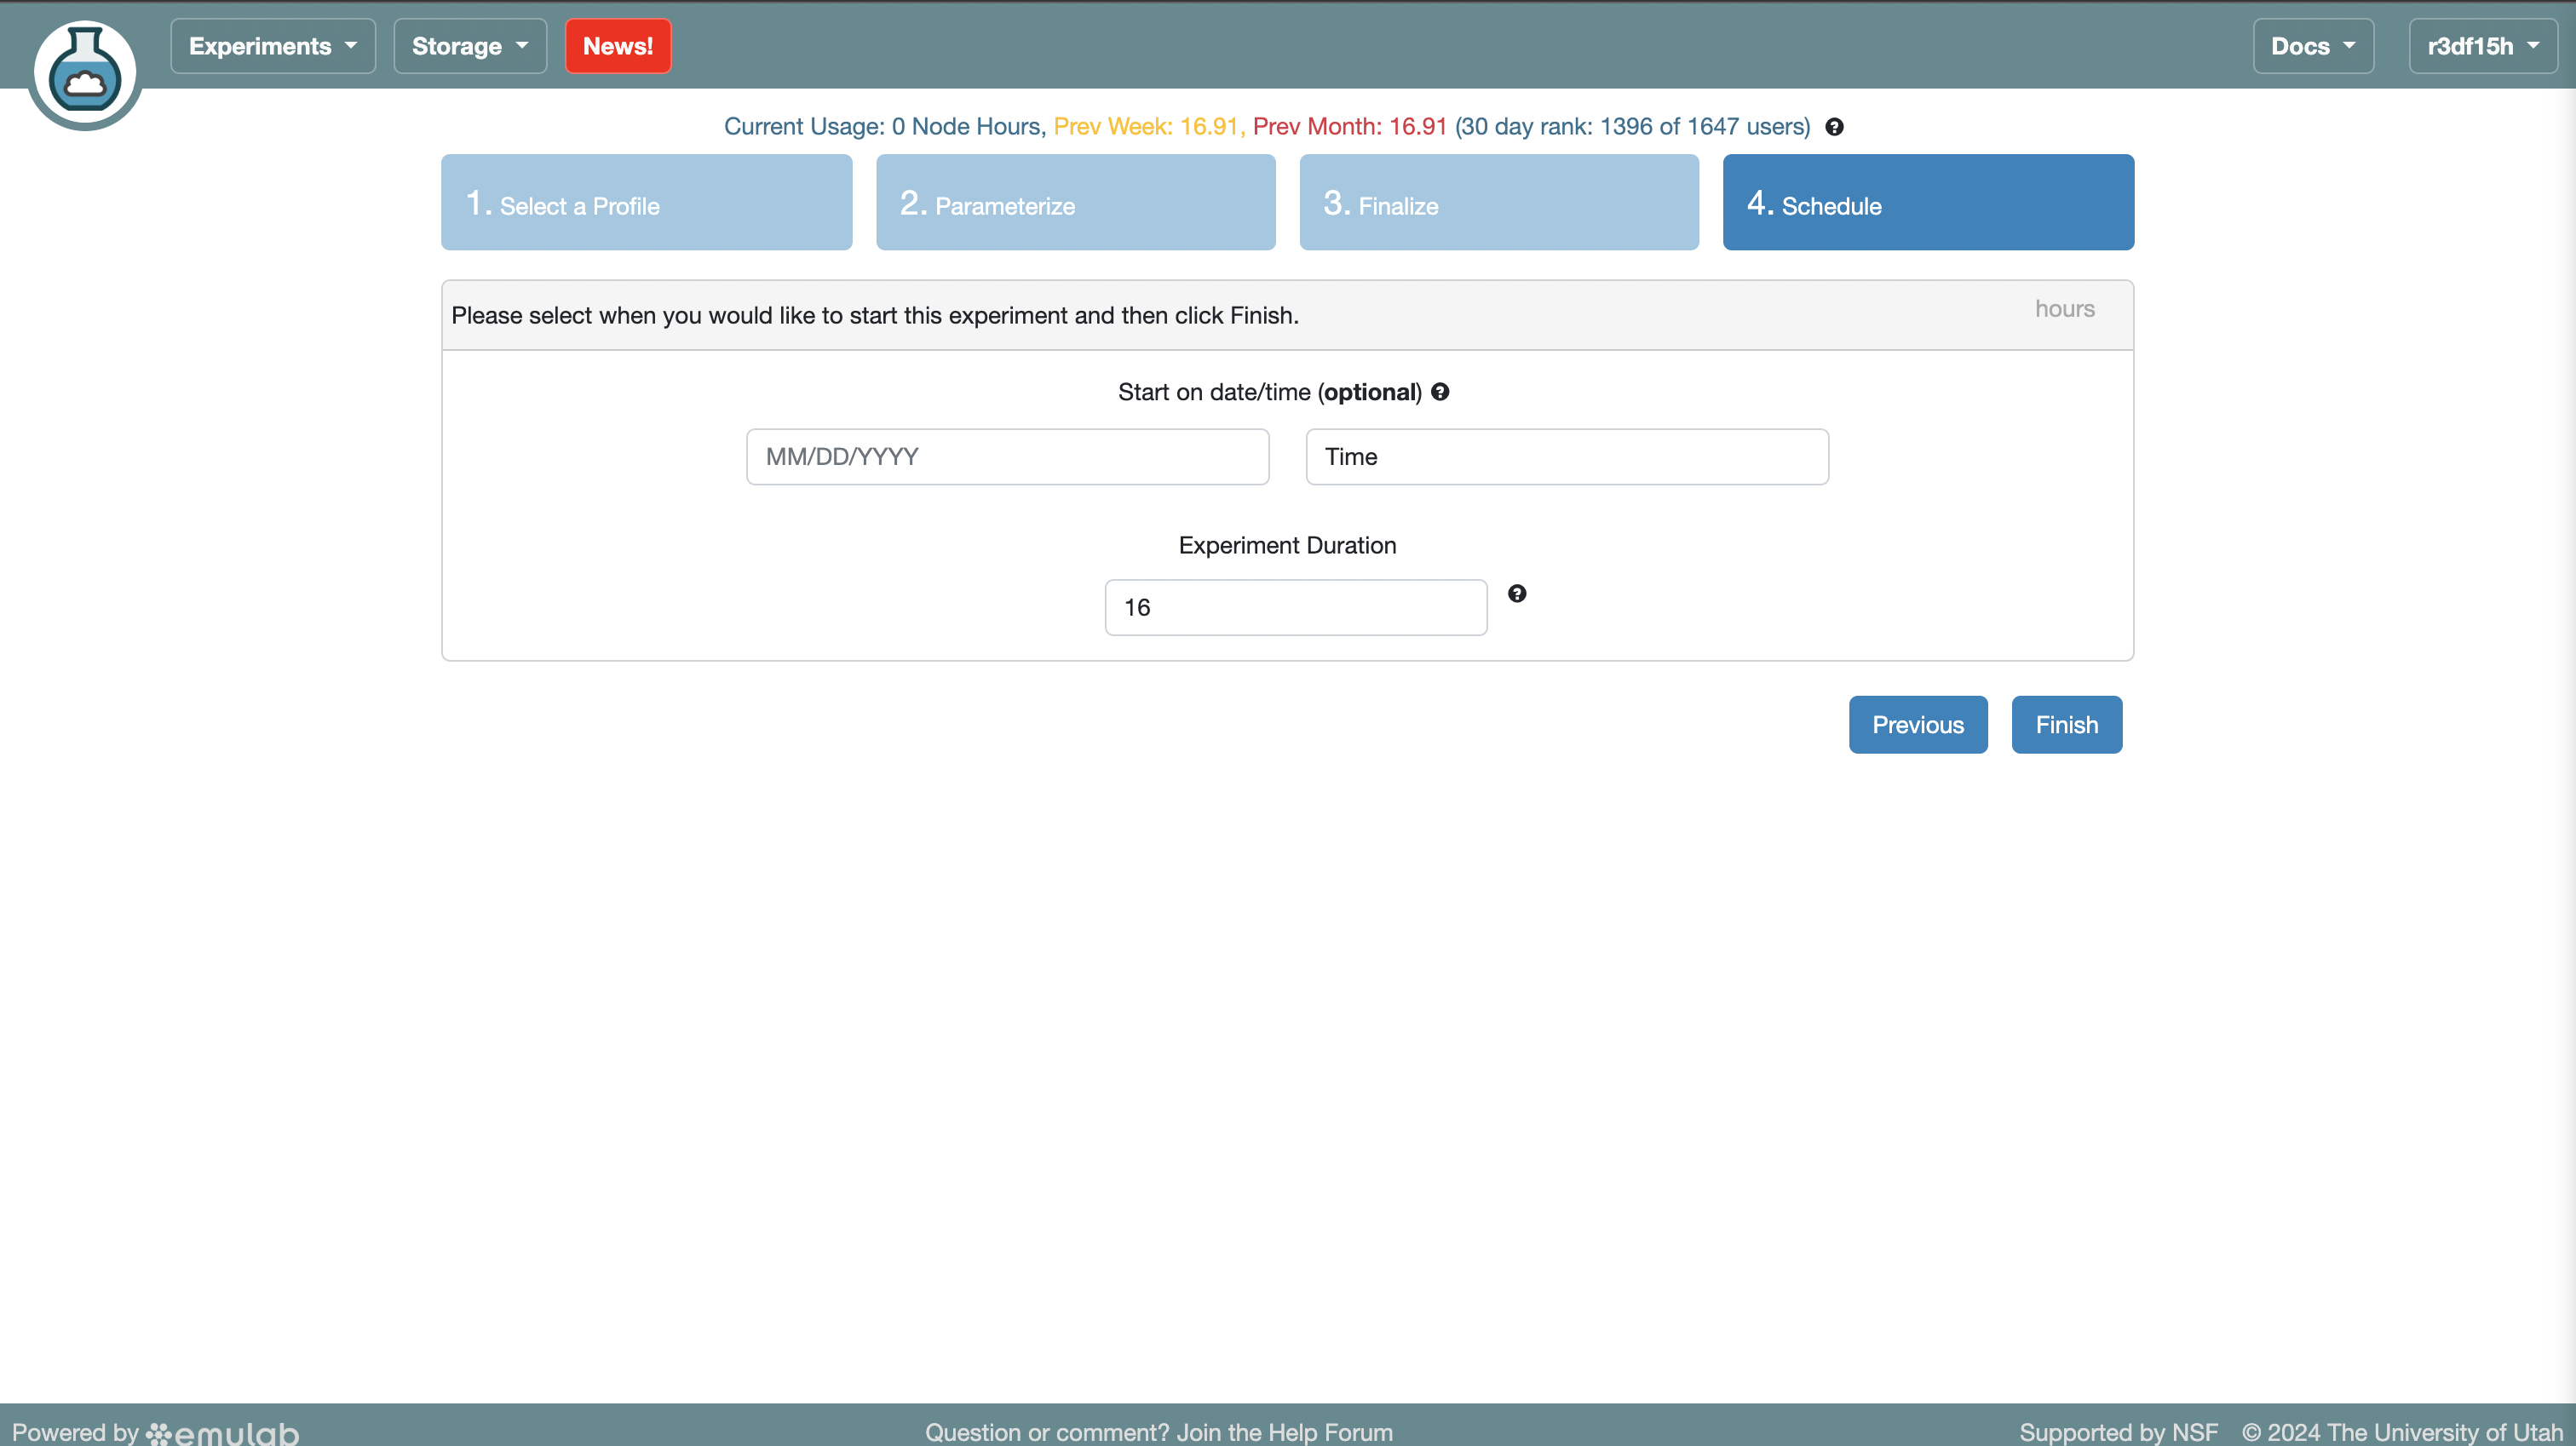 Experiments Storage News! Docs r3df15h
Current Usage: 0 Node Hours, Prev Week: 16.91, Prev Month: 16.91 (30 day rank: 1396 of 1647 users)
1. Select a Profile 2. Parameterize 3. Finalize 4. Schedule
Please select when you would like to start this experiment and then click Finish. hours
Start on date/time (optional)
MM/DD/YYYY Time
Experiment Duration
16
Previous Finish
Powered by emulab Question or comment? Join the Help Forum Supported by NSF © 2024 The University of Utah